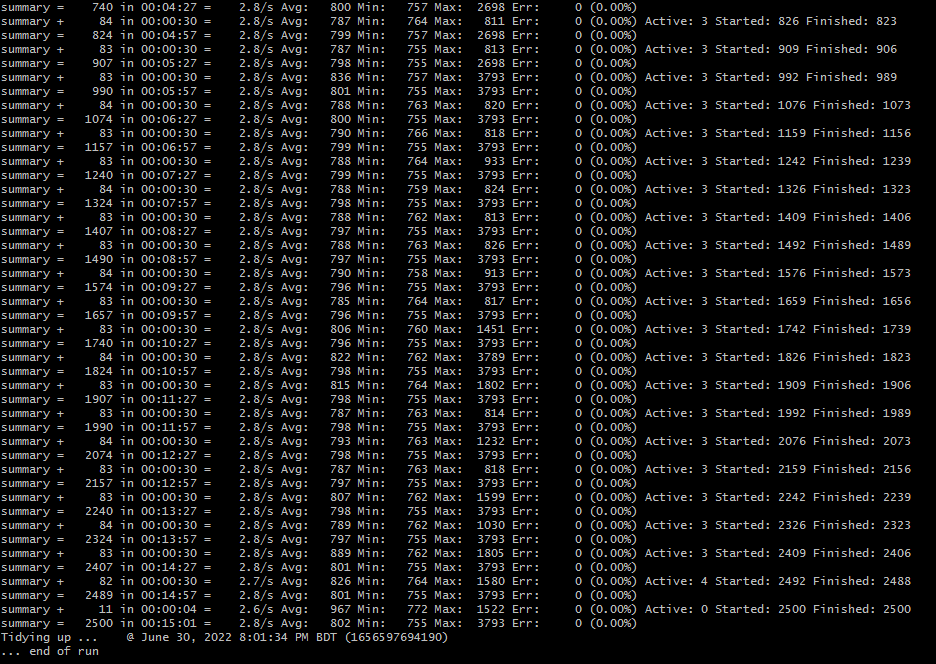 summary =    740 in 00:04:27 =    2.8/s Avg:   800 Min:   757 Max:  2698 Err:     0 (0.00%)
summary +     84 in 00:00:30 =    2.8/s Avg:   787 Min:   764 Max:   811 Err:     0 (0.00%) Active: 3 Started: 826 Finished: 823
summary =    824 in 00:04:57 =    2.8/s Avg:   799 Min:   757 Max:  2698 Err:     0 (0.00%)
summary +     83 in 00:00:30 =    2.8/s Avg:   787 Min:   755 Max:   813 Err:     0 (0.00%) Active: 3 Started: 909 Finished: 906
summary =    907 in 00:05:27 =    2.8/s Avg:   798 Min:   755 Max:  2698 Err:     0 (0.00%)
summary +     83 in 00:00:30 =    2.8/s Avg:   836 Min:   757 Max:  3793 Err:     0 (0.00%) Active: 3 Started: 992 Finished: 989
summary =    990 in 00:05:57 =    2.8/s Avg:   801 Min:   755 Max:  3793 Err:     0 (0.00%)
summary +     84 in 00:00:30 =    2.8/s Avg:   788 Min:   763 Max:   820 Err:     0 (0.00%) Active: 3 Started: 1076 Finished: 1073
summary =   1074 in 00:06:27 =    2.8/s Avg:   800 Min:   755 Max:  3793 Err:     0 (0.00%)
summary +     83 in 00:00:30 =    2.8/s Avg:   790 Min:   766 Max:   818 Err:     0 (0.00%) Active: 3 Started: 1159 Finished: 1156
summary =   1157 in 00:06:57 =    2.8/s Avg:   799 Min:   755 Max:  3793 Err:     0 (0.00%)
summary +     83 in 00:00:30 =    2.8/s Avg:   788 Min:   764 Max:   933 Err:     0 (0.00%) Active: 3 Started: 1242 Finished: 1239
summary =   1240 in 00:07:27 =    2.8/s Avg:   799 Min:   755 Max:  3793 Err:     0 (0.00%)
summary +     84 in 00:00:30 =    2.8/s Avg:   788 Min:   759 Max:   824 Err:     0 (0.00%) Active: 3 Started: 1326 Finished: 1323
summary =   1324 in 00:07:57 =    2.8/s Avg:   798 Min:   755 Max:  3793 Err:     0 (0.00%)
summary +     83 in 00:00:30 =    2.8/s Avg:   788 Min:   762 Max:   813 Err:     0 (0.00%) Active: 3 Started: 1409 Finished: 1406
summary =   1407 in 00:08:27 =    2.8/s Avg:   797 Min:   755 Max:  3793 Err:     0 (0.00%)
summary +     83 in 00:00:30 =    2.8/s Avg:   788 Min:   763 Max:   826 Err:     0 (0.00%) Active: 3 Started: 1492 Finished: 1489
summary =   1490 in 00:08:57 =    2.8/s Avg:   797 Min:   755 Max:  3793 Err:     0 (0.00%)
summary +     84 in 00:00:30 =    2.8/s Avg:   790 Min:   758 Max:   913 Err:     0 (0.00%) Active: 3 Started: 1576 Finished: 1573
summary =   1574 in 00:09:27 =    2.8/s Avg:   796 Min:   755 Max:  3793 Err:     0 (0.00%)
summary +     83 in 00:00:30 =    2.8/s Avg:   785 Min:   764 Max:   817 Err:     0 (0.00%) Active: 3 Started: 1659 Finished: 1656
summary =   1657 in 00:09:57 =    2.8/s Avg:   796 Min:   755 Max:  3793 Err:     0 (0.00%)
summary +     83 in 00:00:30 =    2.8/s Avg:   806 Min:   760 Max:  1451 Err:     0 (0.00%) Active: 3 Started: 1742 Finished: 1739
summary =   1740 in 00:10:27 =    2.8/s Avg:   796 Min:   755 Max:  3793 Err:     0 (0.00%)
summary +     84 in 00:00:30 =    2.8/s Avg:   822 Min:   762 Max:  3789 Err:     0 (0.00%) Active: 3 Started: 1826 Finished: 1823
summary =   1824 in 00:10:57 =    2.8/s Avg:   798 Min:   755 Max:  3793 Err:     0 (0.00%)
summary +     83 in 00:00:30 =    2.8/s Avg:   815 Min:   764 Max:  1802 Err:     0 (0.00%) Active: 3 Started: 1909 Finished: 1906
summary =   1907 in 00:11:27 =    2.8/s Avg:   798 Min:   755 Max:  3793 Err:     0 (0.00%)
summary +     83 in 00:00:30 =    2.8/s Avg:   787 Min:   763 Max:   814 Err:     0 (0.00%) Active: 3 Started: 1992 Finished: 1989
summary =   1990 in 00:11:57 =    2.8/s Avg:   798 Min:   755 Max:  3793 Err:     0 (0.00%)
summary +     84 in 00:00:30 =    2.8/s Avg:   793 Min:   763 Max:  1232 Err:     0 (0.00%) Active: 3 Started: 2076 Finished: 2073
summary =   2074 in 00:12:27 =    2.8/s Avg:   798 Min:   755 Max:  3793 Err:     0 (0.00%)
summary +     83 in 00:00:30 =    2.8/s Avg:   787 Min:   764 Max:   818 Err:     0 (0.00%) Active: 3 Started: 2159 Finished: 2156
summary =   2157 in 00:12:57 =    2.8/s Avg:   797 Min:   755 Max:  3793 Err:     0 (0.00%)
summary +     83 in 00:00:30 =    2.8/s Avg:   807 Min:   762 Max:  1599 Err:     0 (0.00%) Active: 3 Started: 2242 Finished: 2239
summary =   2240 in 00:13:27 =    2.8/s Avg:   798 Min:   755 Max:  3793 Err:     0 (0.00%)
summary +     84 in 00:00:30 =    2.8/s Avg:   789 Min:   762 Max:  1030 Err:     0 (0.00%) Active: 3 Started: 2326 Finished: 2323
summary =   2324 in 00:13:57 =    2.8/s Avg:   797 Min:   755 Max:  3793 Err:     0 (0.00%)
summary +     83 in 00:00:30 =    2.8/s Avg:   889 Min:   762 Max:  1805 Err:     0 (0.00%) Active: 3 Started: 2409 Finished: 2406
summary =   2407 in 00:14:27 =    2.8/s Avg:   801 Min:   755 Max:  3793 Err:     0 (0.00%)
summary +     82 in 00:00:30 =    2.7/s Avg:   826 Min:   764 Max:  1580 Err:     0 (0.00%) Active: 4 Started: 2492 Finished: 2488
summary =   2489 in 00:14:57 =    2.8/s Avg:   801 Min:   755 Max:  3793 Err:     0 (0.00%)
summary +     11 in 00:00:04 =    2.6/s Avg:   967 Min:   772 Max:  1522 Err:     0 (0.00%) Active: 0 Started: 2500 Finished: 2500
summary =   2500 in 00:15:01 =    2.8/s Avg:   802 Min:   755 Max:  3793 Err:     0 (0.00%)
Tidying up ...    @ June 30, 2022 8:01:34 PM BDT (1656597694190)
... end of run